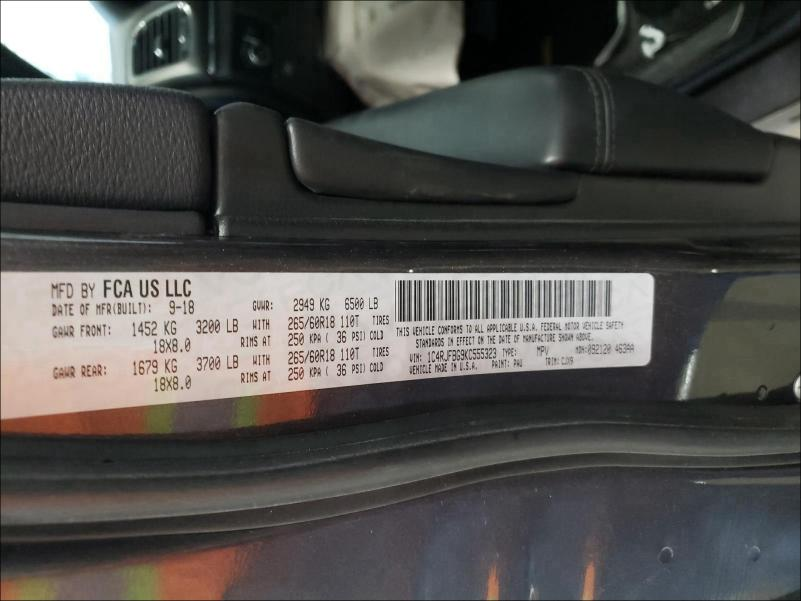 MFD BY FCA US LLC
DATE OF MFR(BUILT): 9-18 GVWR: 2949 KG 6500 LB
GAWR FRONT: 1452 KG 3200 LB WITH 265/60R18 110T TIRES
18X8.0 RIMS AT 250 KPA ( 36 PSI) COLD
GAWR REAR: 1679 KG 3700 LB WITH 265/60R18 110T TIRES
18X8.0 RIMS AT 250 KPA ( 36 PSI) COLD
THIS VEHICLE CONFORMS TO ALL APPLICABLE U.S.A. FEDERAL MOTOR VEHICLE SAFETY
STANDARDS IN EFFECT ON THE DATE OF MANUFACTURE SHOWN ABOVE.
VIN: 1C4RJFBG9KC555323 TYPE: MPV MDH:092120 463AA
VEHICLE MADE IN U.S.A. PAINT: PAU TRIM: CJX9